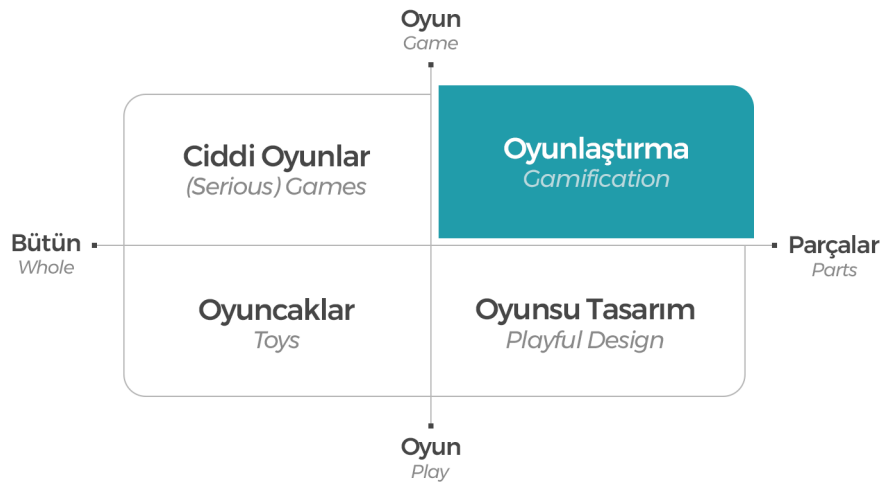 Oyun
Game
Ciddi Oyunlar
(Serious) Games
Oyunlaştırma
Gamification
Bütün
Whole
Parçalar
Parts
Oyuncaklar
Toys
Oyunsu Tasarım
Playful Design
Oyun
Play